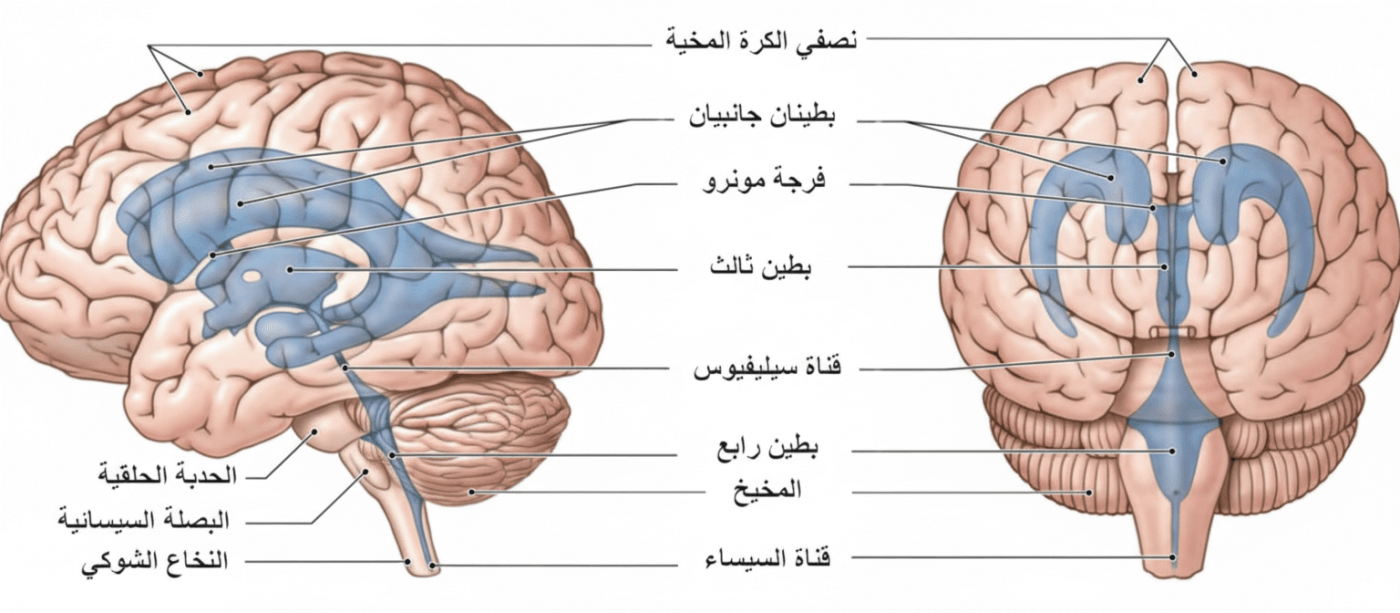 نصفي الكرة المخية
بطينان جانبيان
فرجة مونرو
بطين ثالث
قناة سيليفيوس
بطين رابع
المخيخ
قناة السيساء
الحدبة الحلقية
البصلة السيسانية
النخاع الشوكي